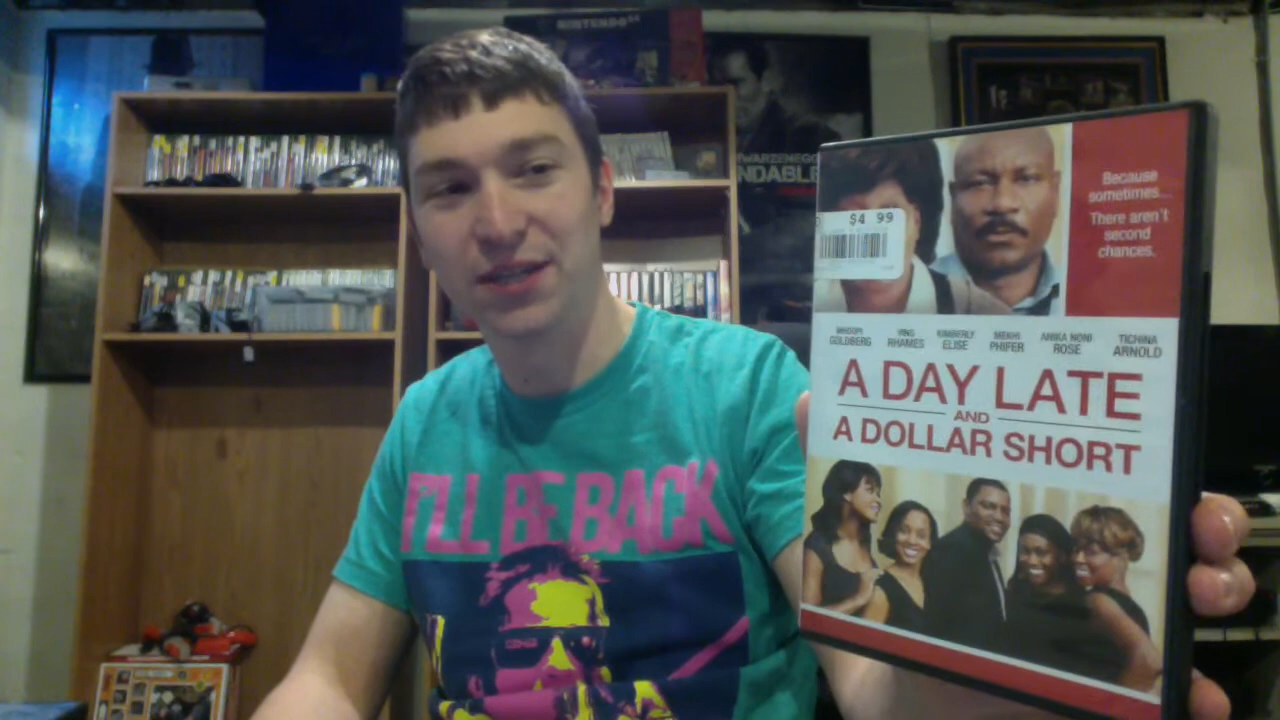 NINTENDO 64
WARZENEGG
NDABLE
Because
sometimes...
There aren't
second
chances.
$4 99
WHOOPI
GOLDBERG
VING
RHAMES
KIMBERLY
ELISE
MEKHI
PHIFER
ANIKA NONI
ROSE
TICHINA
ARNOLD
A DAY LATE
AND
A DOLLAR SHORT
I'LL BE BACK